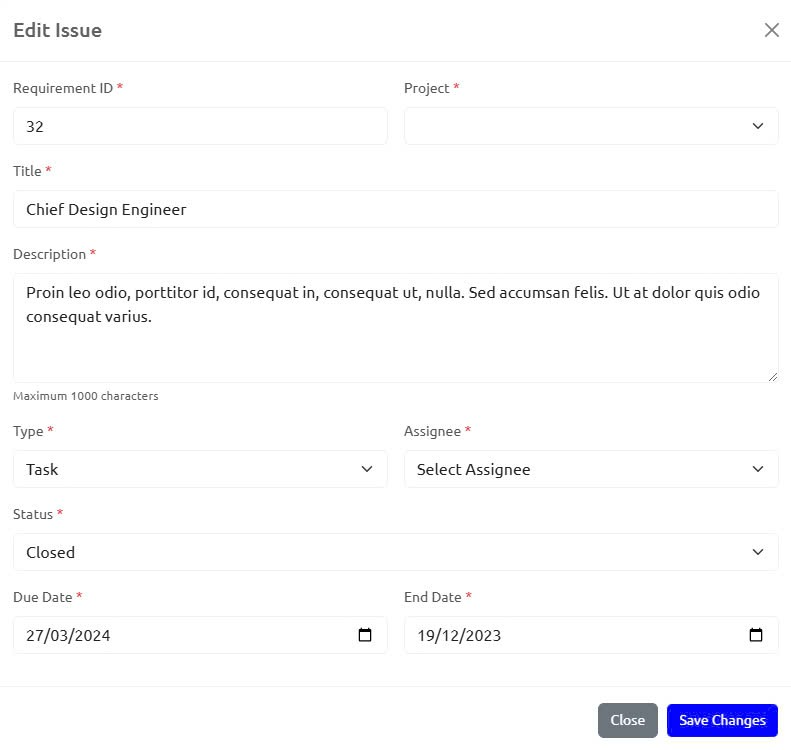 Edit Issue
Requirement ID *
Project *
32
Title *
Chief Design Engineer
Description *
Proin leo odio, porttitor id, consequat in, consequat ut, nulla. Sed accumsan felis. Ut at dolor quis odio
consequat varius.
Maximum 1000 characters
Type *
Assignee *
Task
Select Assignee
Status *
Closed
Due Date *
End Date *
27/03/2024
19/12/2023
Close
Save Changes